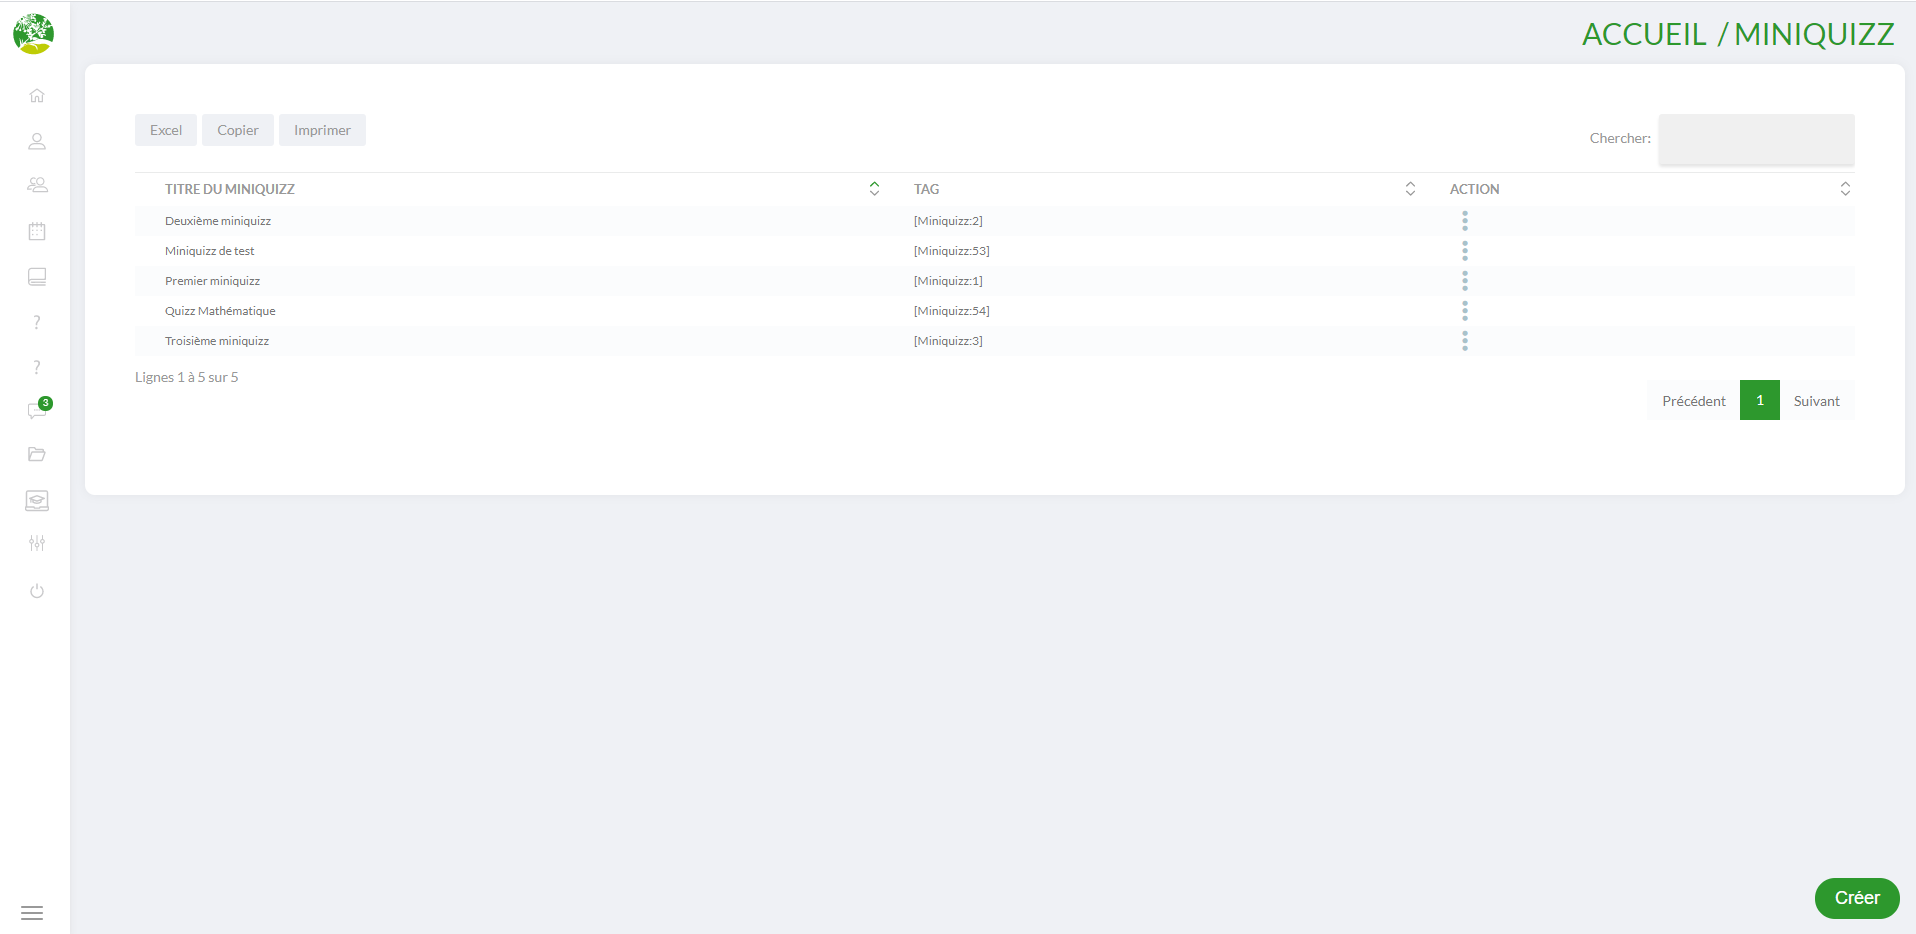 ACCUEIL / MINIQUIZZ
Excel Copier Imprimer
Chercher:
TITRE DU MINIQUIZZ TAG ACTION
Deuxième miniquizz [Miniquizz:2]
Miniquizz de test [Miniquizz:53]
Premier miniquizz [Miniquizz:1]
Quizz Mathématique [Miniquizz:54]
Troisième miniquizz [Miniquizz:3]
Lignes 1 à 5 sur 5
Précédent 1 Suivant
?
?
3
Créer